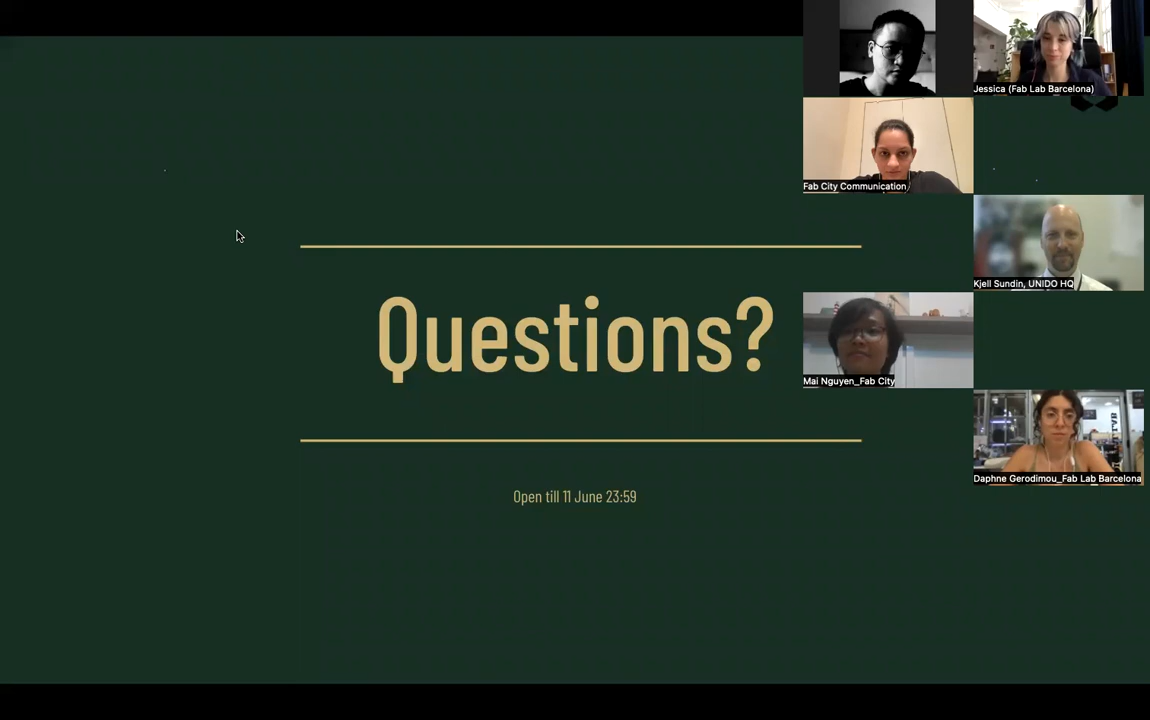 Jessica (Fab Lab Barcelona)
Fab City Communication
Kjell Sundin, UNIDO HQ
Questions?
Mai Nguyen_Fab City
Daphne Gerodimou_Fab Lab Barcelona
Open till 11 June 23:59